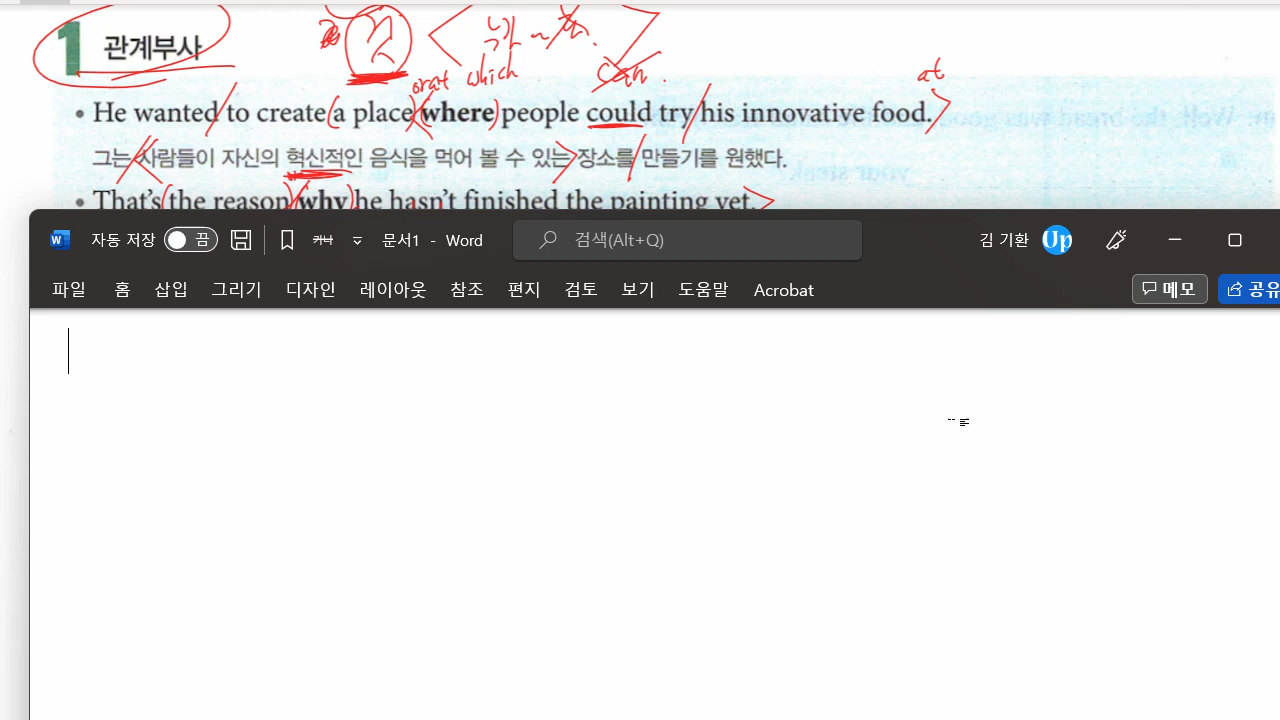 1 관계부사
which
at
• He wanted to create a place where people could try his innovative food.
그는 사람들이 자신의 혁신적인 음식을 먹어 볼 수 있는 장소를 만들기를 원했다.
• That's the reason why he hasn't finished the painting yet.
자동 저장 끔 문서1 - Word 검색(Alt+Q) 김 기환 Up
파일 홈 삽입 그리기 디자인 레이아웃 참조 편지 검토 보기 도움말 Acrobat 메모 공유